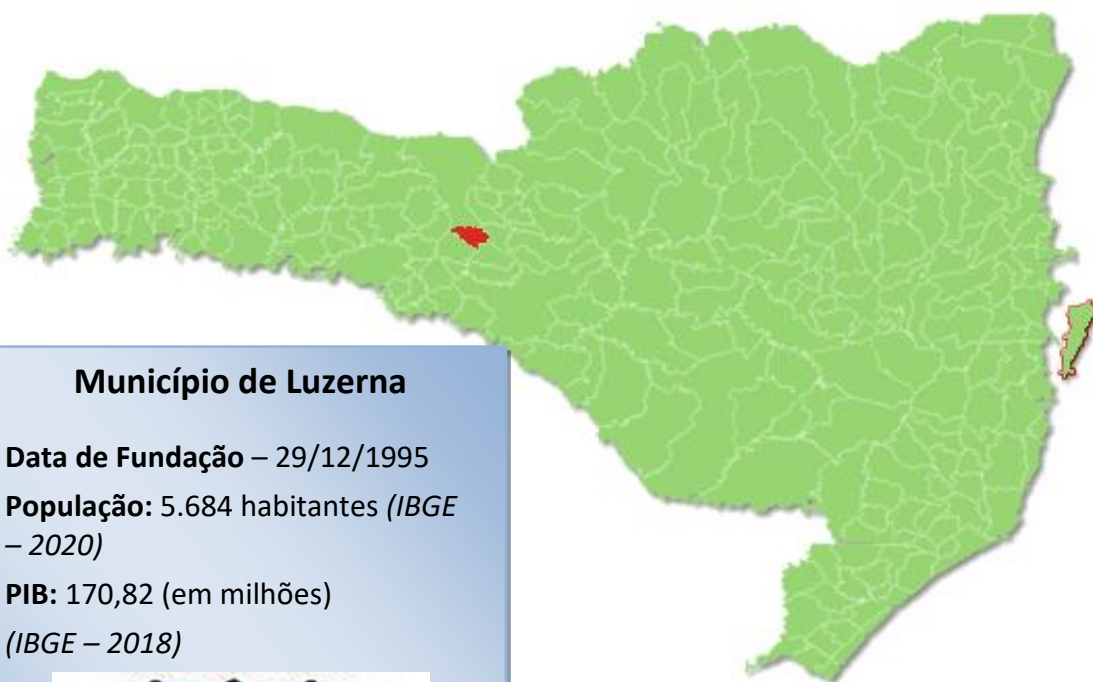 Município de Luzerna
Data de Fundação – 29/12/1995
População: 5.684 habitantes (IBGE
– 2020)
PIB: 170,82 (em milhões)
(IBGE – 2018)